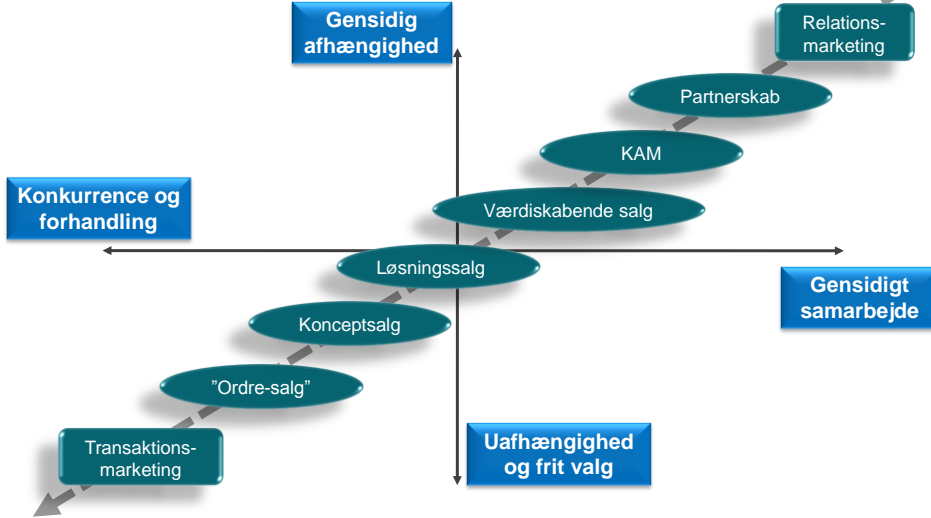 Gensidig
afhængighed
Relations-
marketing
Partnerskab
KAM
Konkurrence og
forhandling
Værdiskabende salg
Løsningssalg
Gensidigt
samarbejde
Konceptsalg
”Ordre-salg”
Transaktions-
marketing
Uafhængighed
og frit valg